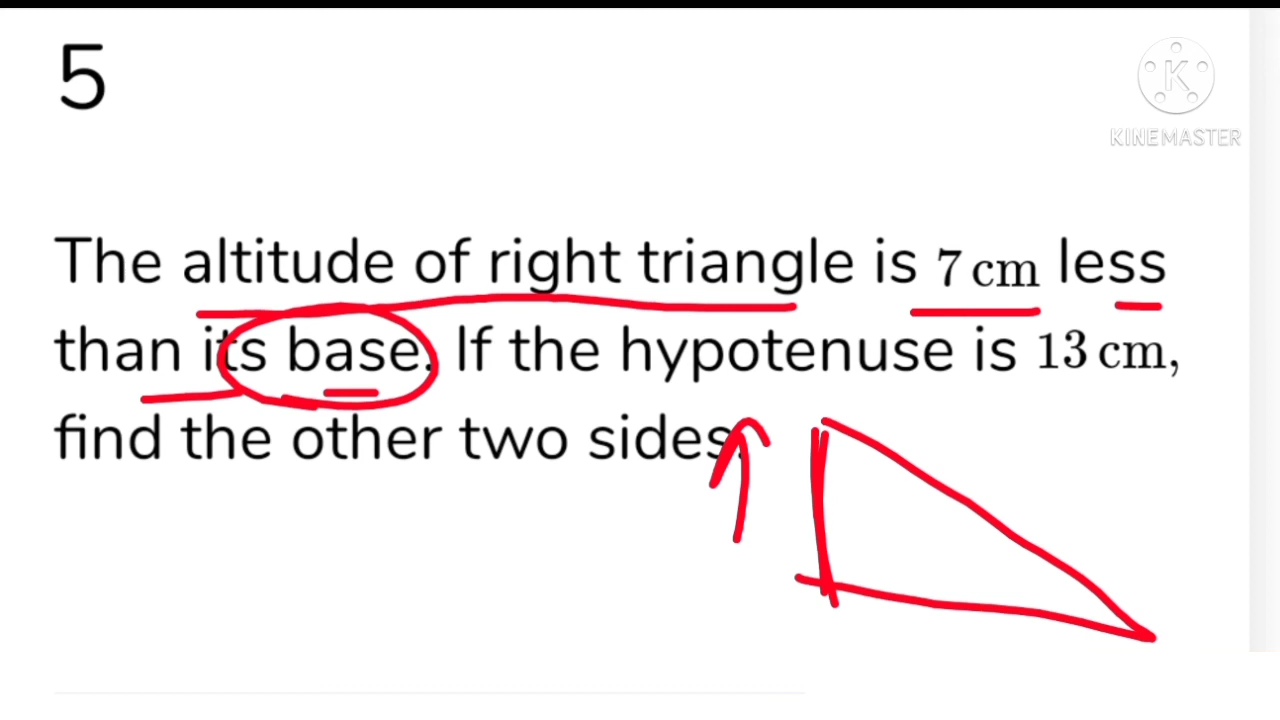 5
K
KINEMASTER
The altitude of right triangle is 7 cm less
than its base. If the hypotenuse is 13 cm,
find the other two sides.